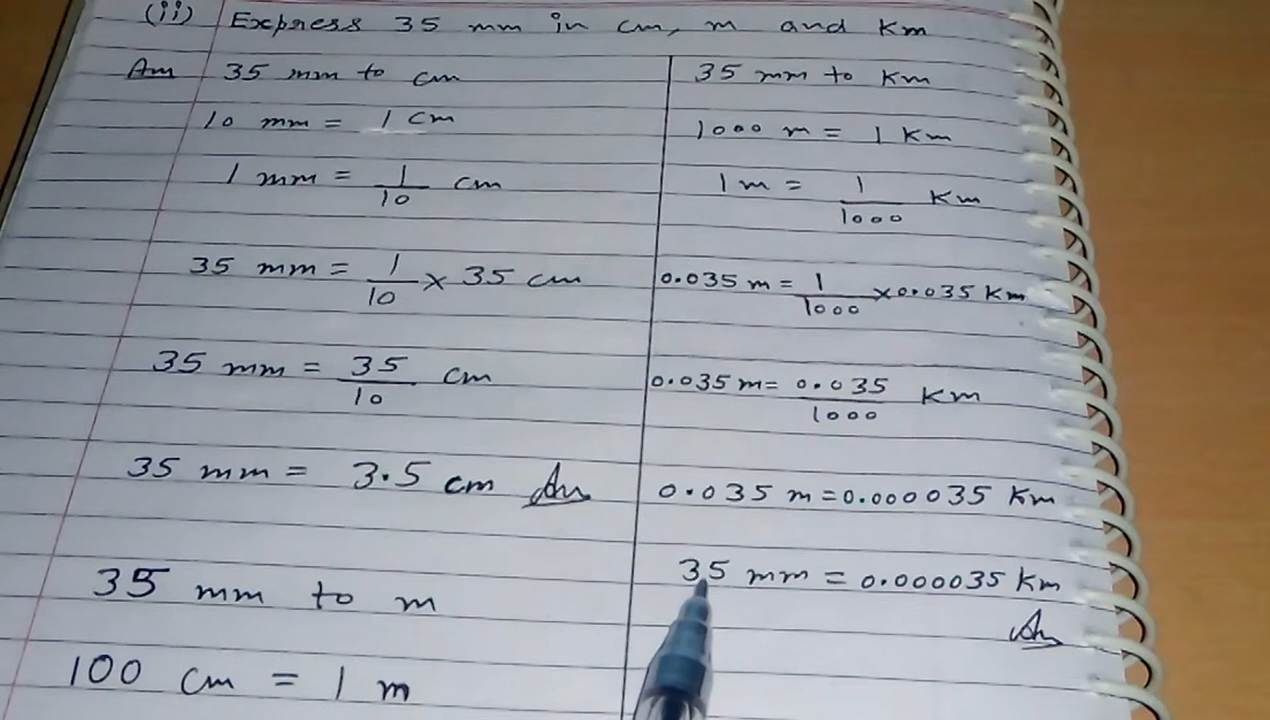 (ii) Express 35 mm in cm, m and Km
Ans 35 mm to cm
10 mm = 1 cm
1 mm = 1/10 cm
35 mm = 1/10 × 35 cm
35 mm = 35/10 cm
35 mm = 3.5 cm Ans
35 mm to m
100 cm = 1 m
35 mm to Km
1000 m = 1 Km
1 m = 1/1000 Km
0.035 m = 1/1000 × 0.035 Km
0.035 m = 0.035/1000 Km
0.035 m = 0.000035 Km
35 mm = 0.000035 Km
Ans